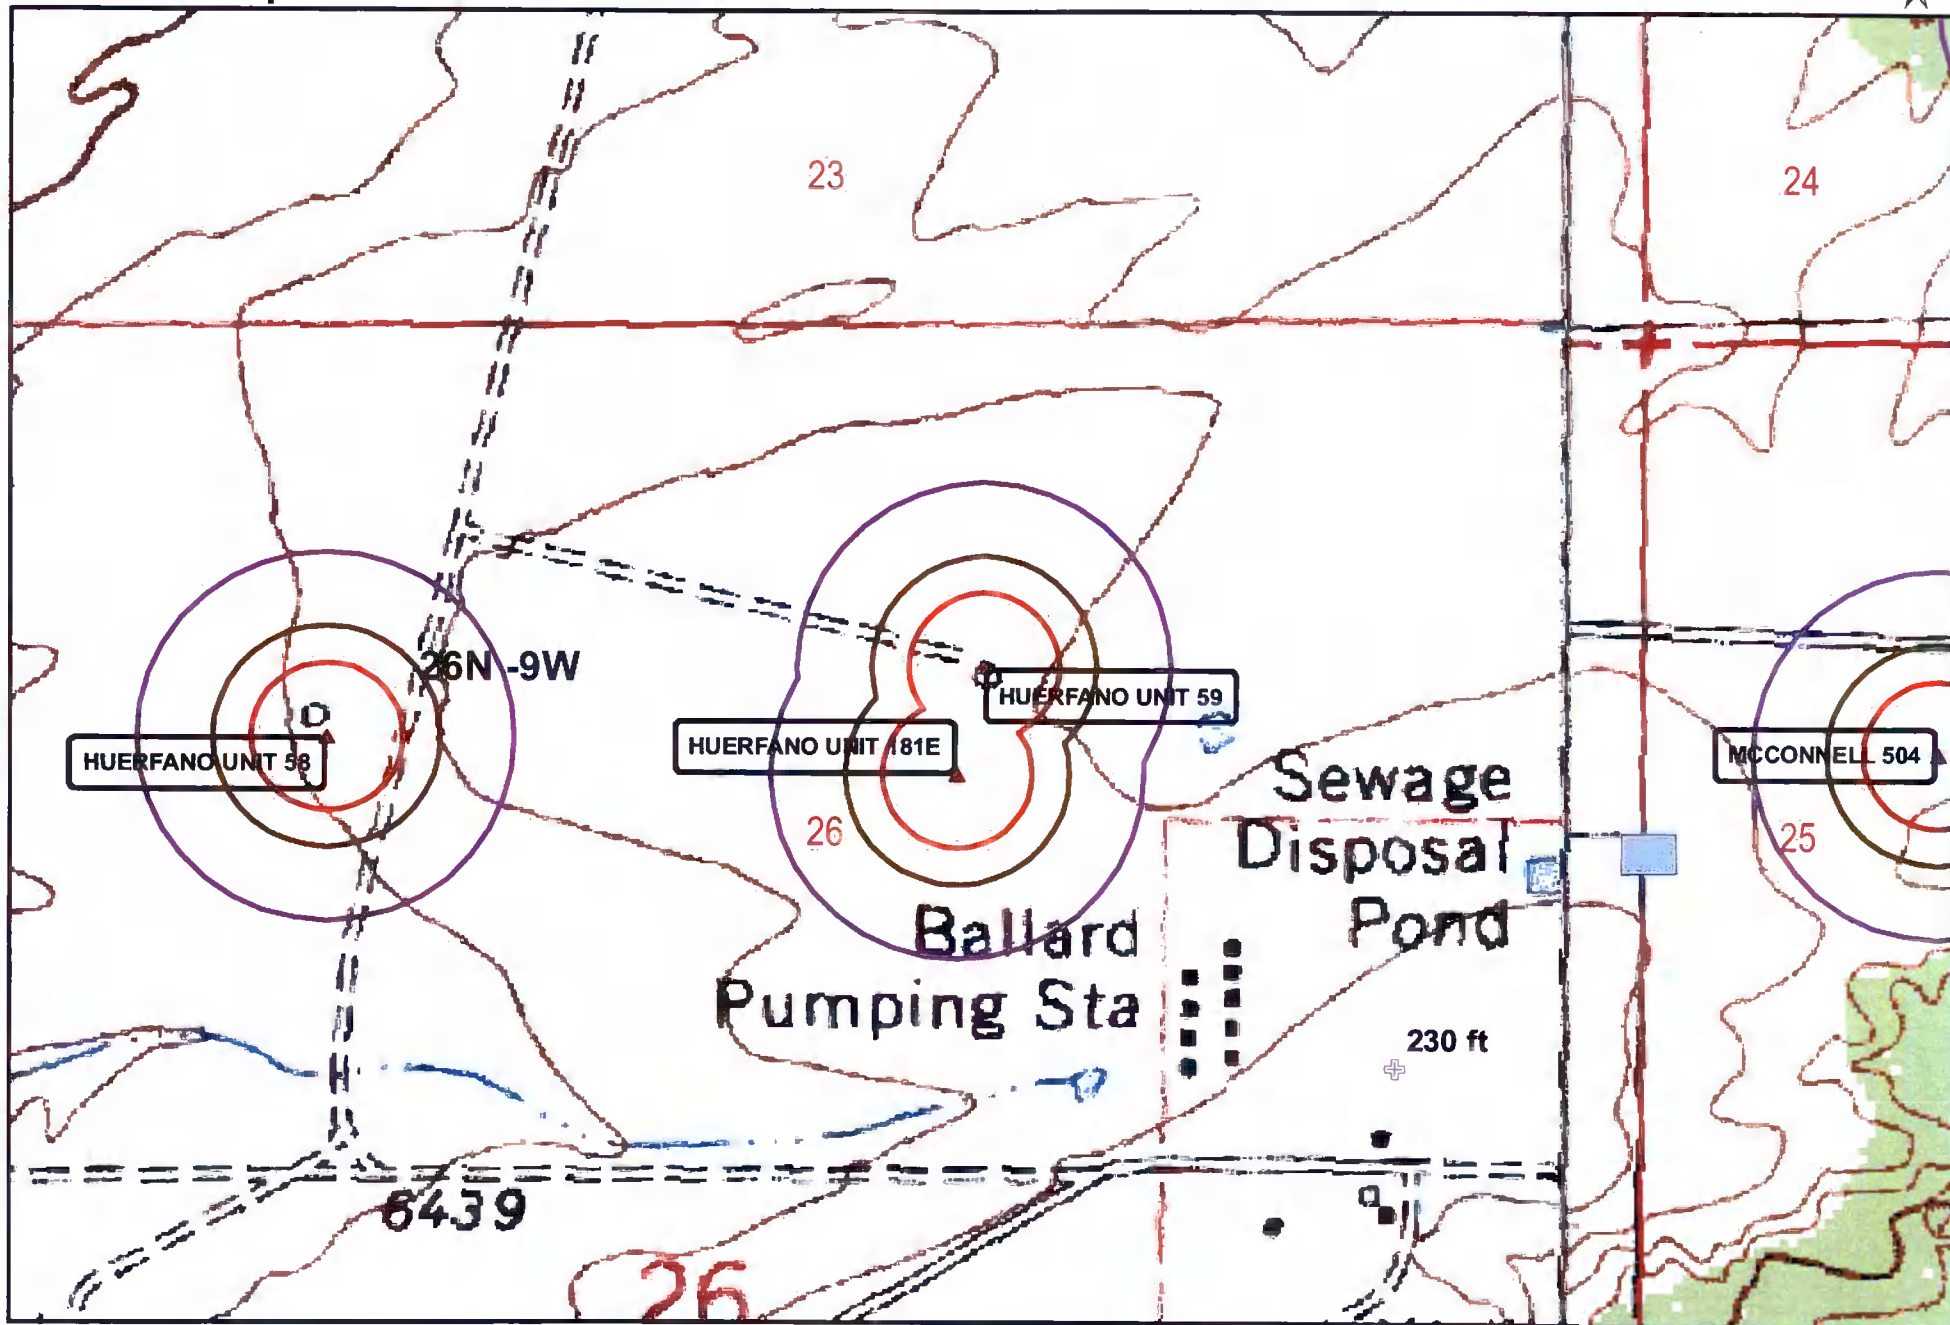 23
24
26N -9W
HUERFANO UNIT 59
HUERFANO UNIT 181E
HUERFANO UNIT 58
MCCONNELL 504
Sewage
Disposal
Pond
26
25
Ballard
Pumping Sta
230 ft
6439
26